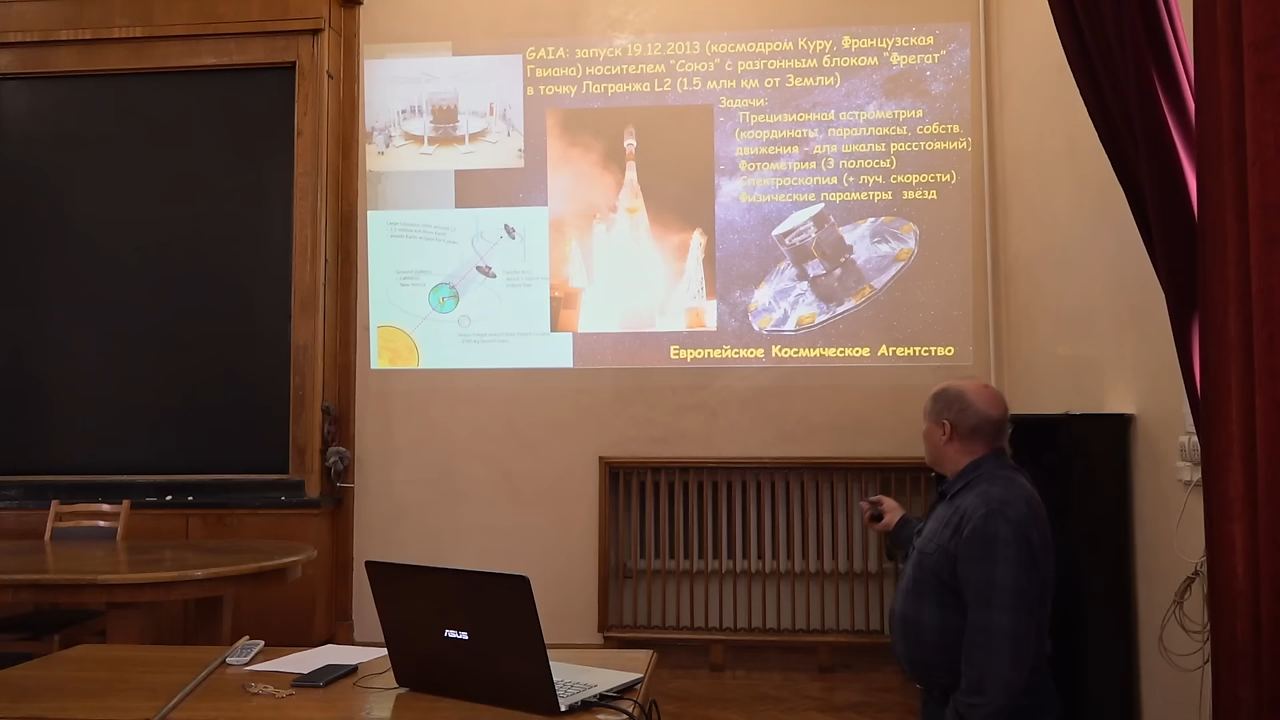 GAIA: запуск 19.12.2013 (космодром Куру, Французская
Гвиана) носителем "Союз" с разгонным блоком "Фрегат"
в точку Лагранжа L2 (1.5 млн км от Земли)
Задачи:
- Прецизионная астрометрия
(координаты, параллаксы, собств.
движения - для шкалы расстояний)
- Фотометрия (3 полосы)
- Спектроскопия (+ луч. скорости)
- Физические параметры звёзд
Европейское Космическое Агентство
ASUS